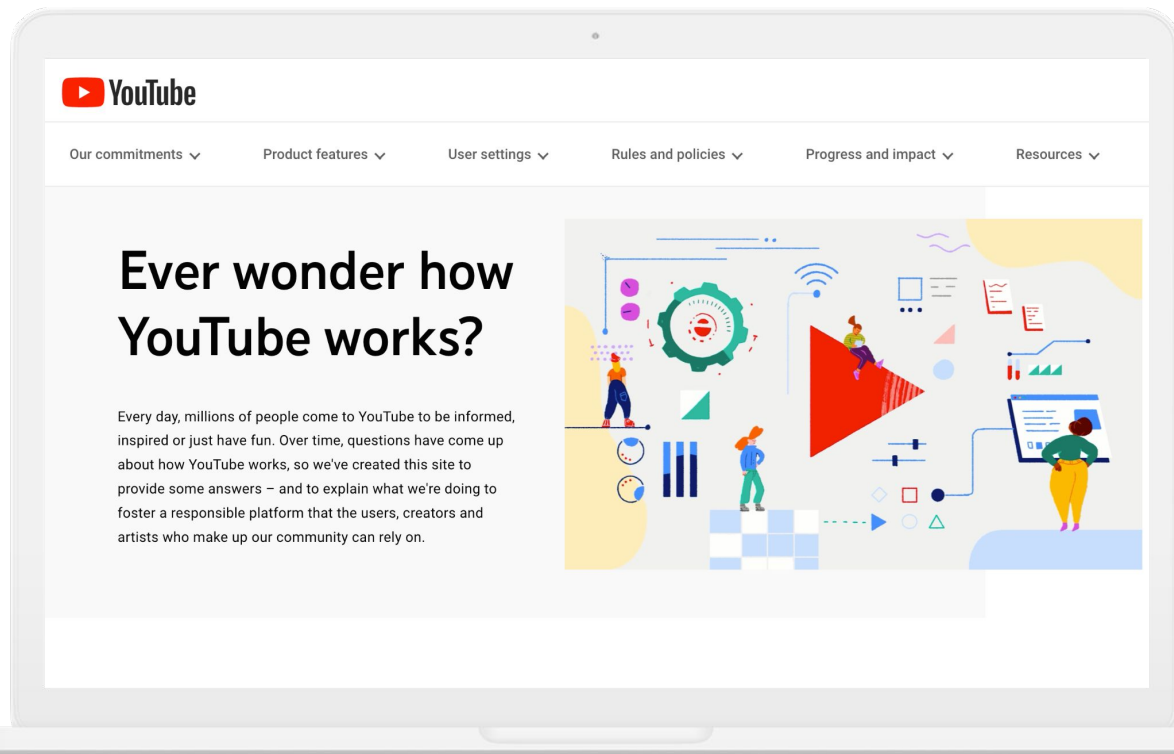 YouTube
Our commitments
Product features
User settings
Rules and policies
Progress and impact
Resources
Ever wonder how
YouTube works?
Every day, millions of people come to YouTube to be informed,
inspired or just have fun. Over time, questions have come up
about how YouTube works, so we've created this site to
provide some answers – and to explain what we're doing to
foster a responsible platform that the users, creators and
artists who make up our community can rely on.